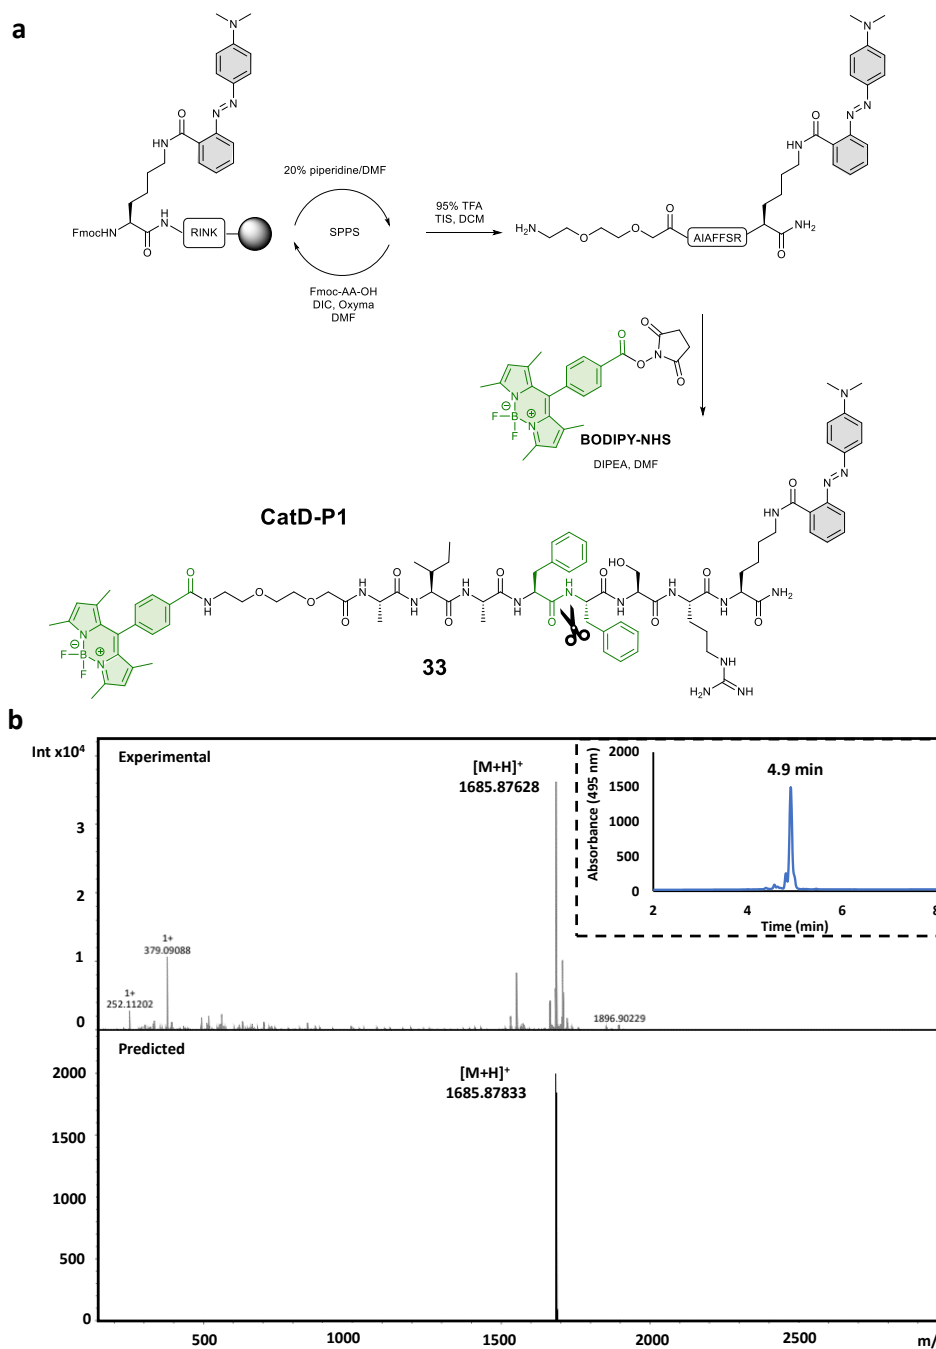 a
N
N
N
O
HN
FmocHN
H
N
O
RINK
20% piperidine/DMF
SPPS
Fmoc-AA-OH
DIC, Oxyma
DMF
95% TFA
TIS, DCM
N
N
N
O
HN
H2N
O
O
O
AIAFFSR
NH2
O
O
O
N
O
O
N
⊖
F
B
⊕
N
F
BODIPY-NHS
DIPEA, DMF
N
N
N
O
HN
CatD-P1
O
N
H
O
O
O
H
N
O
N
H
O
H
N
O
N
H
O
H
N
O
N
H
HO
O
H
N
O
N
H
NH2
O
N
⊖
F
B
⊕
N
F
33
NH
H2N
NH
b
Int x10⁴
Experimental
[M+H]⁺
1685.87628
3
2
1
0
1+
379.09088
1+
252.11202
1896.90229
Absorbance (495 nm)
2000
1500
1000
500
0
4.9 min
2
4
6
8
Time (min)
Predicted
[M+H]⁺
1685.87833
2000
1500
1000
500
0
500
1000
1500
2000
2500
m/